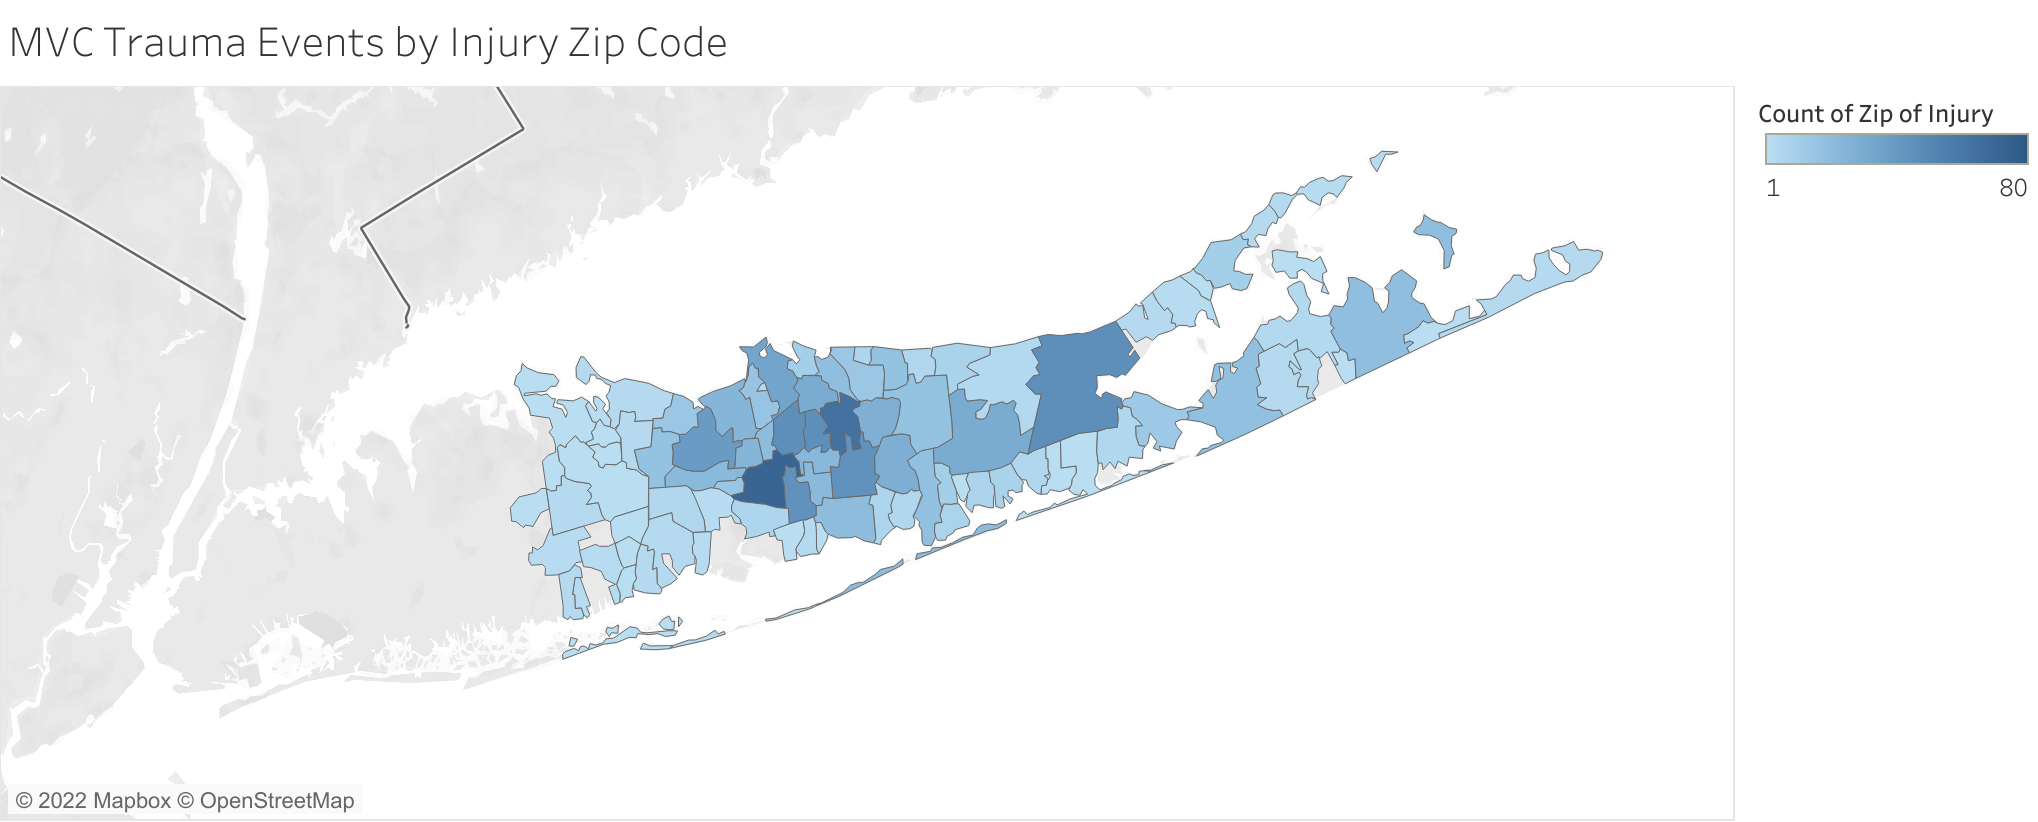 MVC Trauma Events by Injury Zip Code
Count of Zip of Injury
1 80
© 2022 Mapbox © OpenStreetMap